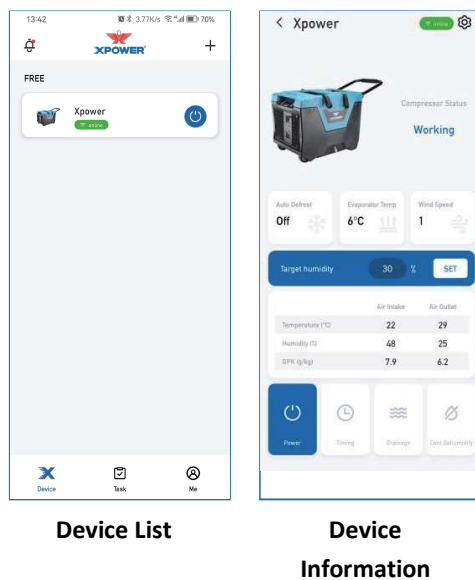 13:42
3.77K/s
70%
XPOWER
+
FREE
Xpower
online
Device
Task
Me
Device List
Xpower
online
Compressor Status
Working
Auto Defrost
Off
Evaporator Temp
6°C
Wind Speed
1
Target humidity
30
%
SET
Air Intake Air Outlet
Temperature (°C) 22 29
Humidity (%) 48 25
GPK (g/kg) 7.9 6.2
Power
Timing
Drainage
Cont.Dehumidify
Device
Information